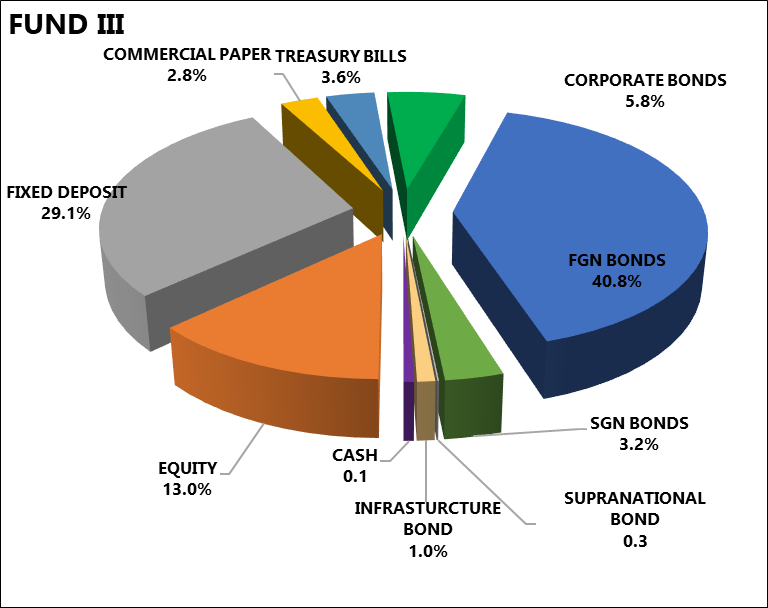 FUND III
COMMERCIAL PAPER
2.8%
TREASURY BILLS
3.6%
CORPORATE BONDS
5.8%
FIXED DEPOSIT
29.1%
FGN BONDS
40.8%
SGN BONDS
3.2%
EQUITY
13.0%
CASH
0.1
INFRASTURCTURE
BOND
1.0%
SUPRANATIONAL
BOND
0.3